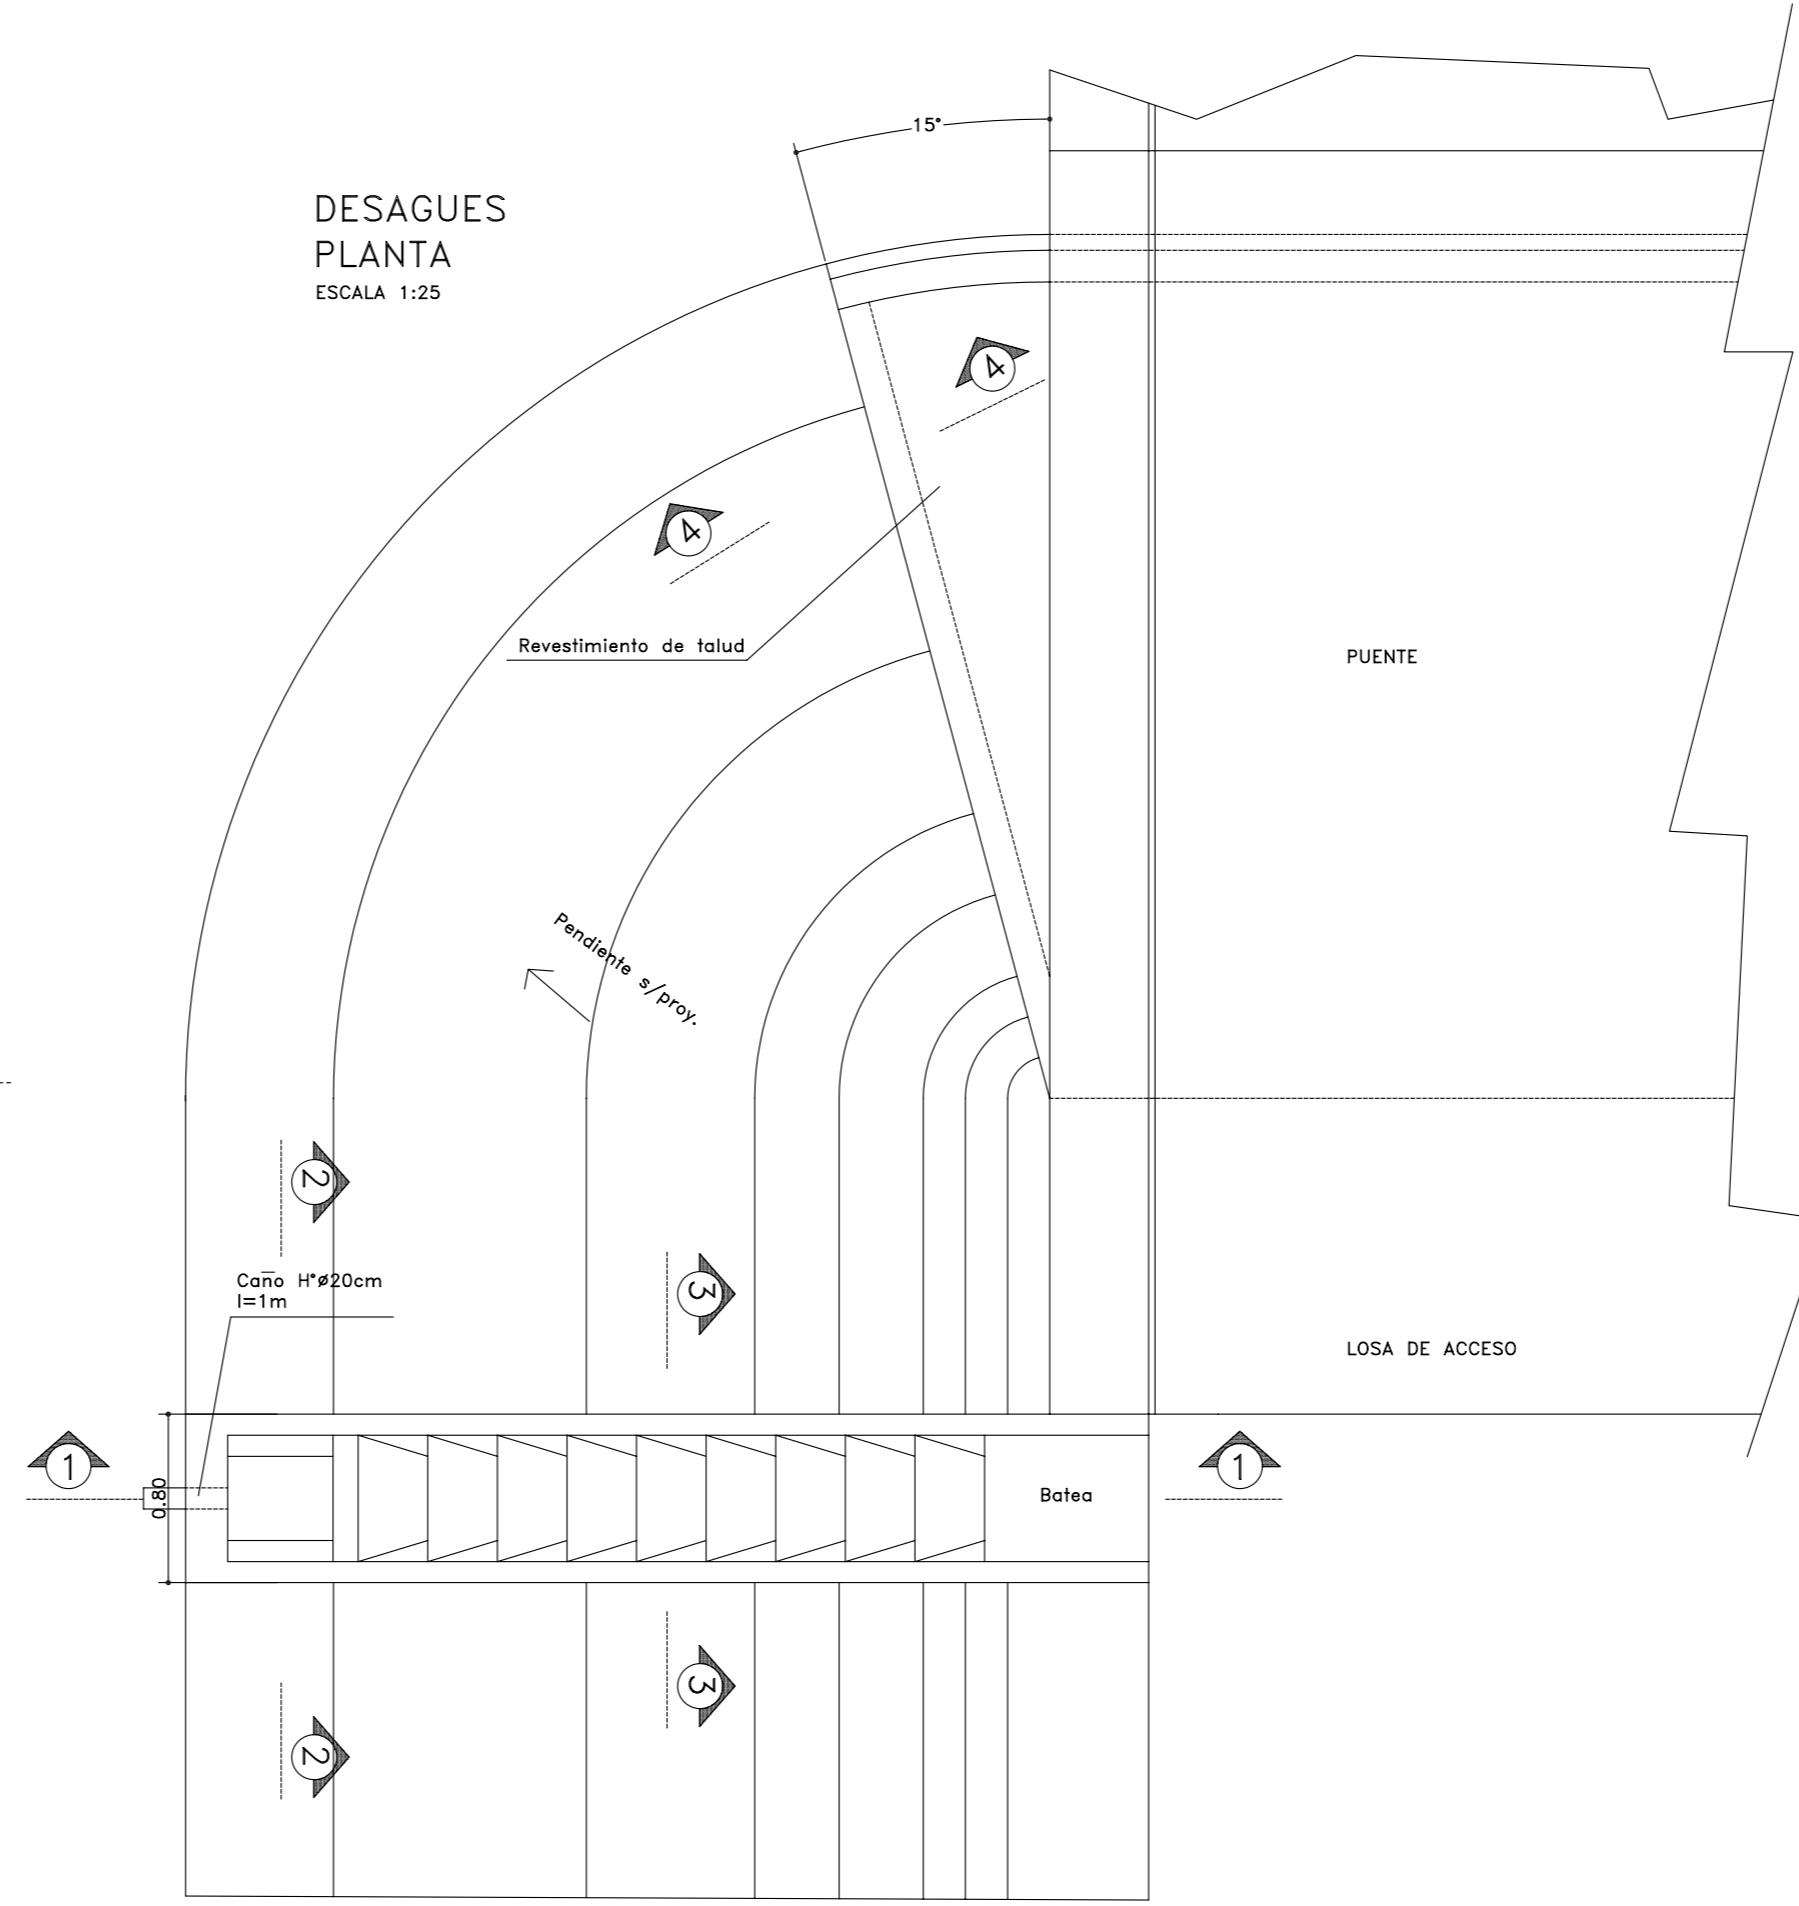 15°
DESAGUES
PLANTA
ESCALA 1:25
4
4
Revestimiento de talud
PUENTE
Pendiente s/proy.
2
Caño H°ø20cm
l=1m
3
LOSA DE ACCESO
1
1
0.80
Batea
3
2